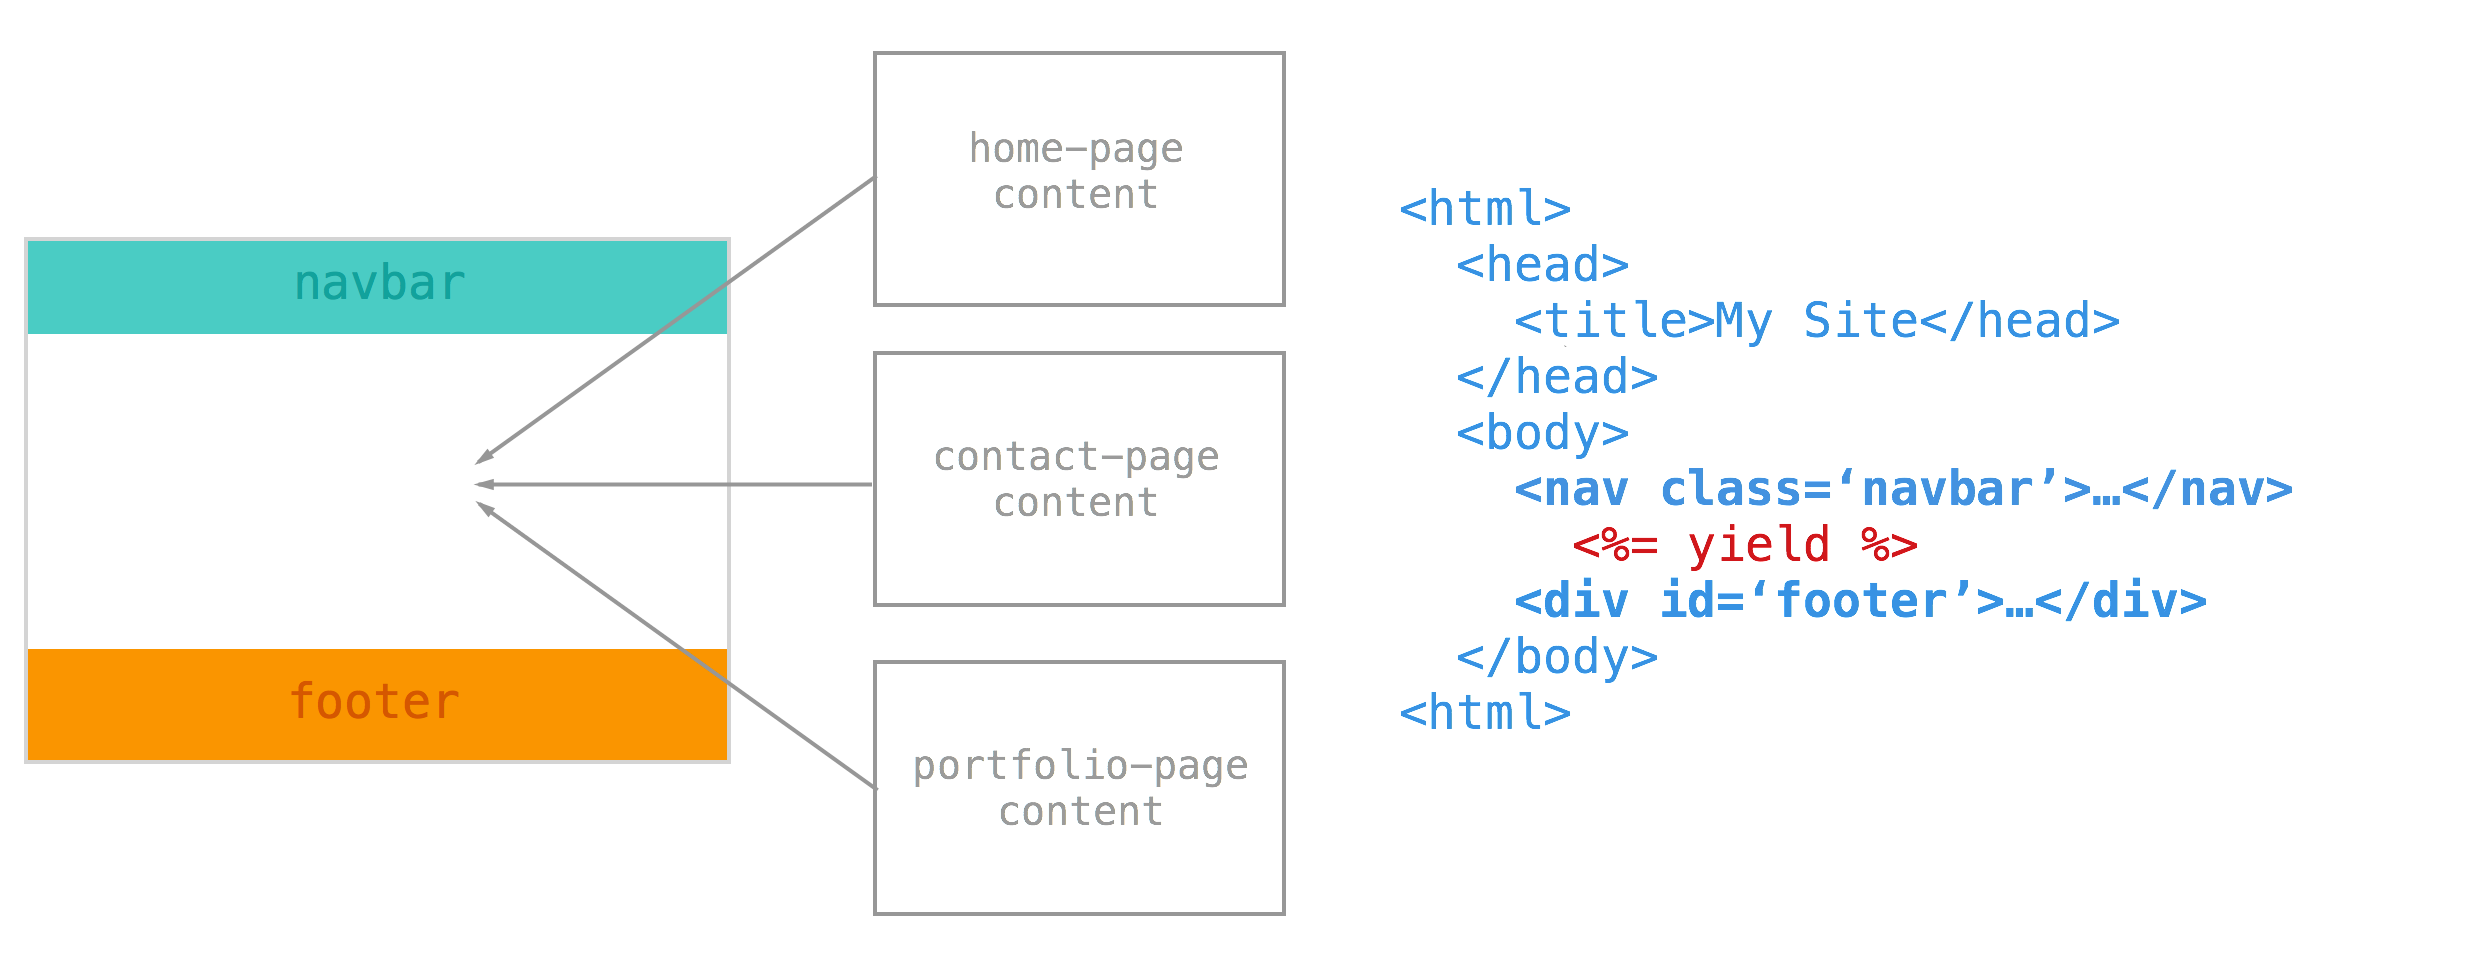 navbar
footer
home-page
content
contact-page
content
portfolio-page
content
<html>
<head>
<title>My Site</head>
</head>
<body>
<nav class=‘navbar’>…</nav>
<%= yield %>
<div id=‘footer’>…</div>
</body>
<html>